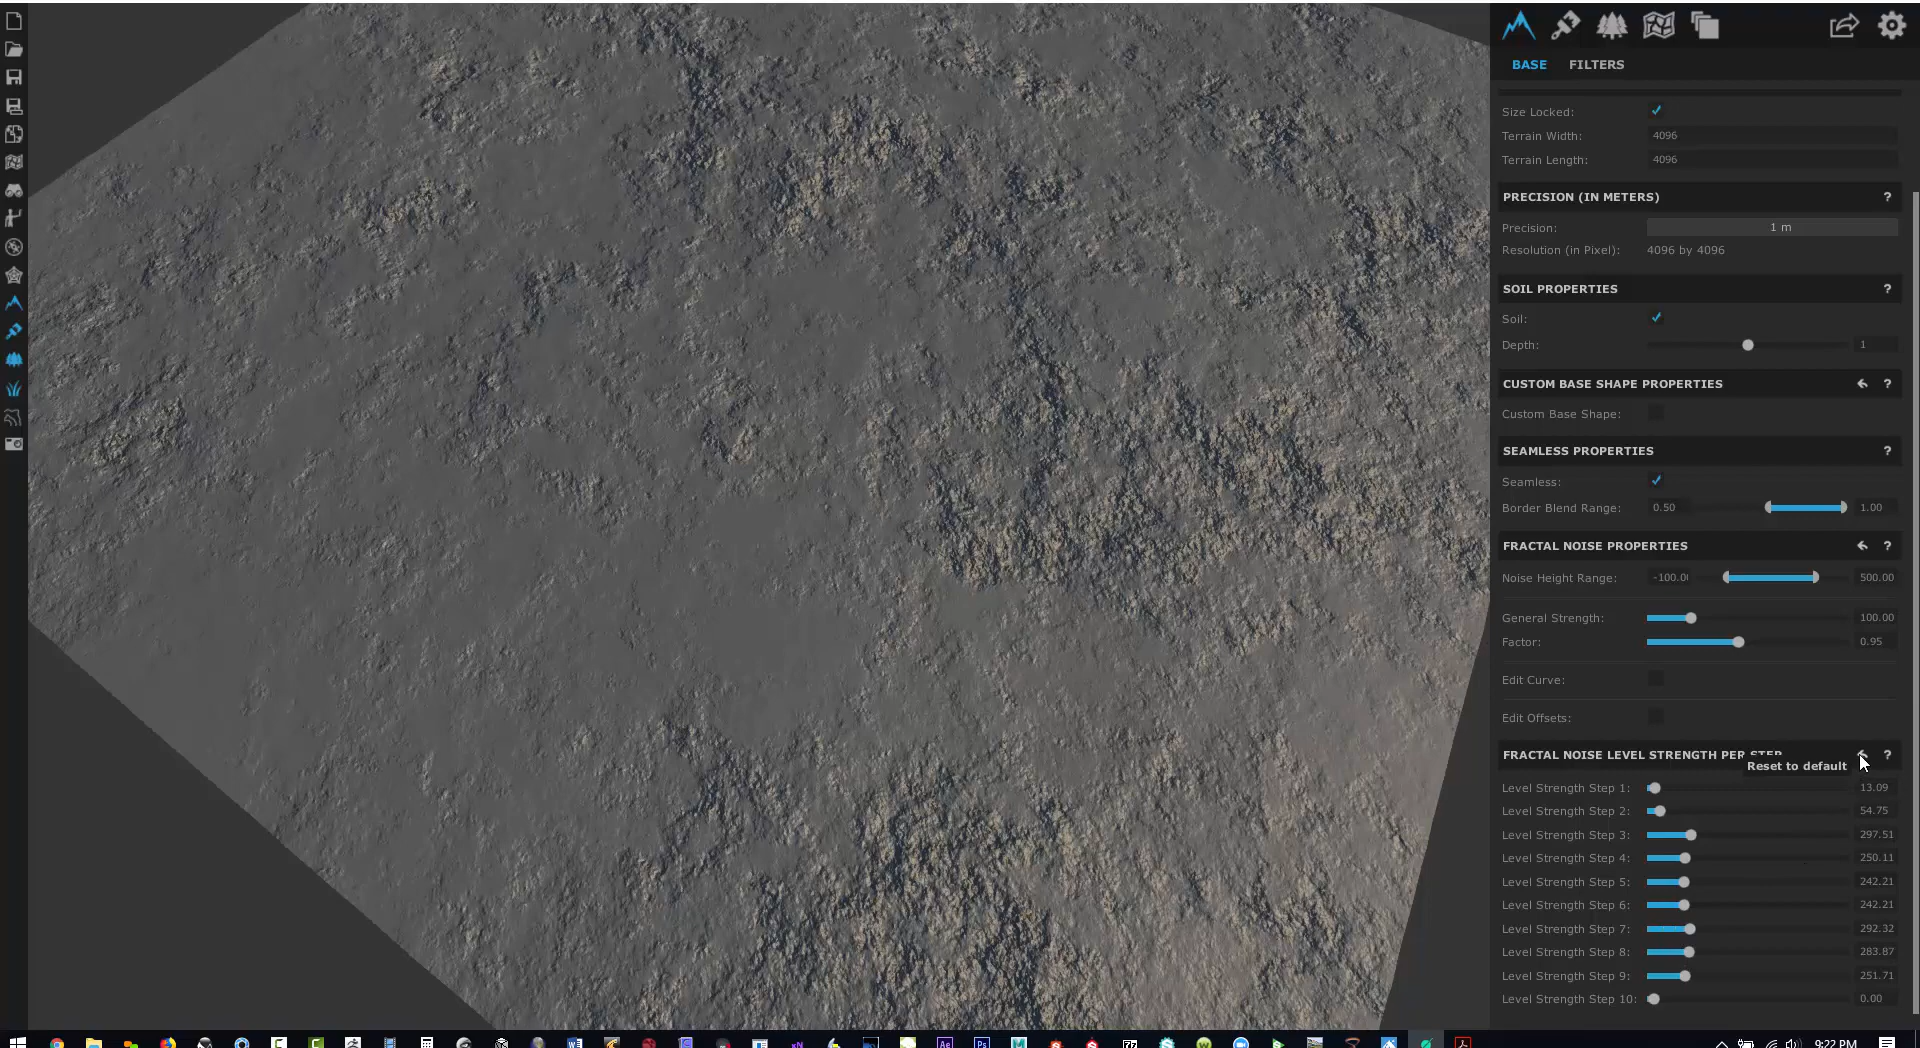 BASE FILTERS
Size Locked:
Terrain Width: 4096
Terrain Length: 4096
PRECISION (IN METERS) ?
Precision: 1 m
Resolution (in Pixel): 4096 by 4096
SOIL PROPERTIES ?
Soil:
Depth: 1
CUSTOM BASE SHAPE PROPERTIES ?
Custom Base Shape:
SEAMLESS PROPERTIES ?
Seamless:
Border Blend Range: 0.50 1.00
FRACTAL NOISE PROPERTIES ?
Noise Height Range: -100.0 500.00
General Strength: 100.00
Factor: 0.95
Edit Curve:
Edit Offsets:
FRACTAL NOISE LEVEL STRENGTH PER STEP ?
Reset to default
Level Strength Step 1: 13.09
Level Strength Step 2: 54.75
Level Strength Step 3: 297.51
Level Strength Step 4: 250.11
Level Strength Step 5: 242.21
Level Strength Step 6: 242.21
Level Strength Step 7: 292.32
Level Strength Step 8: 283.87
Level Strength Step 9: 251.71
Level Strength Step 10: 0.00
Ae Ps 9:22 PM